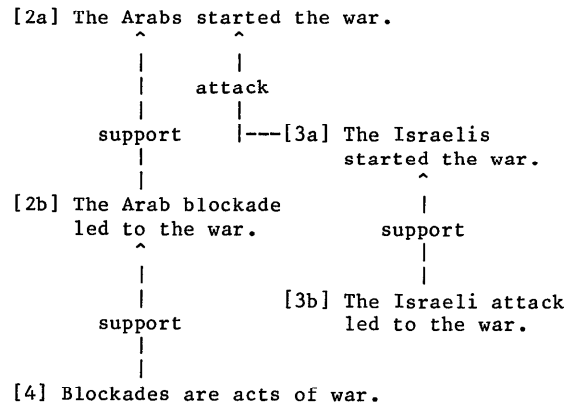 [2a] The Arabs started the war.
attack
support
[3a] The Israelis
started the war.
[2b] The Arab blockade
led to the war.
support
[3b] The Israeli attack
led to the war.
support
[4] Blockades are acts of war.